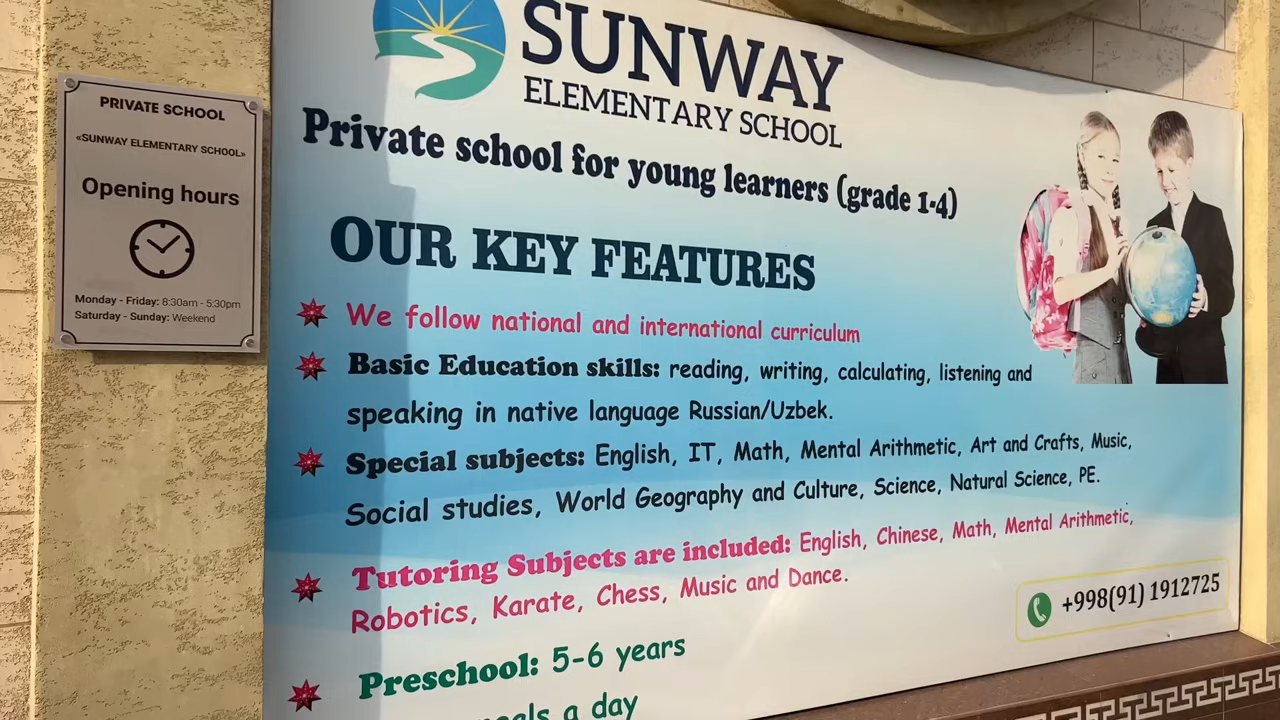 PRIVATE SCHOOL
«SUNWAY ELEMENTARY SCHOOL»
Opening hours
Monday - Friday: 8:30am - 5:30pm
Saturday - Sunday: Weekend
SUNWAY
ELEMENTARY SCHOOL
Private school for young learners (grade 1-4)
OUR KEY FEATURES
We follow national and international curriculum
Basic Education skills: reading, writing, calculating, listening and
speaking in native language Russian/Uzbek.
Special subjects: English, IT, Math, Mental Arithmetic, Art and Crafts, Music,
Social studies, World Geography and Culture, Science, Natural Science, PE.
Tutoring Subjects are included: English, Chinese, Math, Mental Arithmetic,
Robotics, Karate, Chess, Music and Dance.
Preschool: 5-6 years
a day
+998(91) 1912725